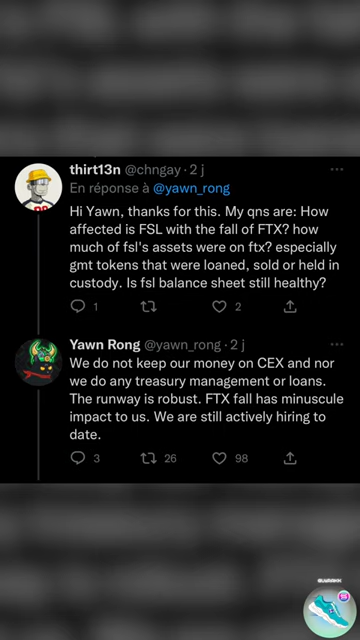 thirt13n @chngay · 2 j
En réponse à @yawn_rong
Hi Yawn, thanks for this. My qns are: How
affected is FSL with the fall of FTX? how
much of fsl's assets were on ftx? especially
gmt tokens that were loaned, sold or held in
custody. Is fsl balance sheet still healthy?
1 2
Yawn Rong @yawn_rong · 2 j
We do not keep our money on CEX and nor
we do any treasury management or loans.
The runway is robust. FTX fall has minuscule
impact to us. We are still actively hiring to
date.
3 26 98